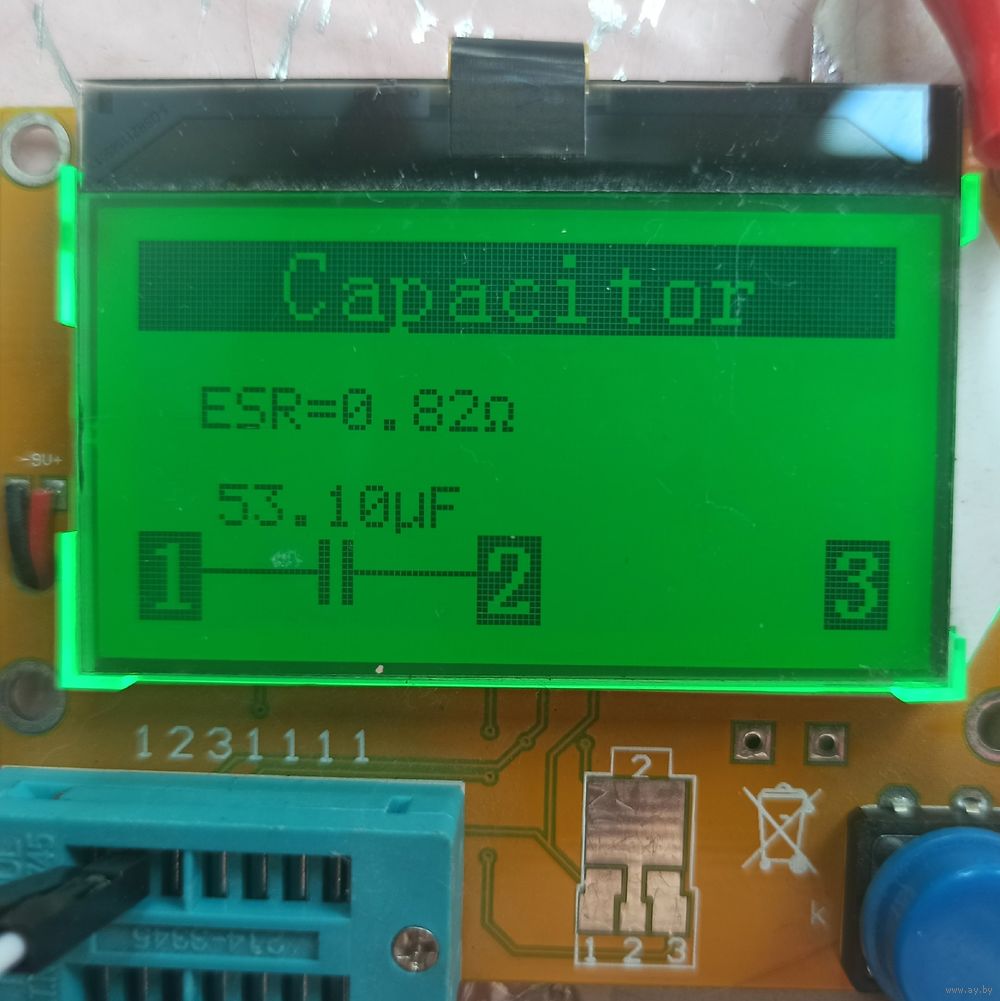 Capacitor
ESR=0.82Ω
53.10µF
1 2 3
-9V+
1231111
2
k
1 2 3
www.ay.by